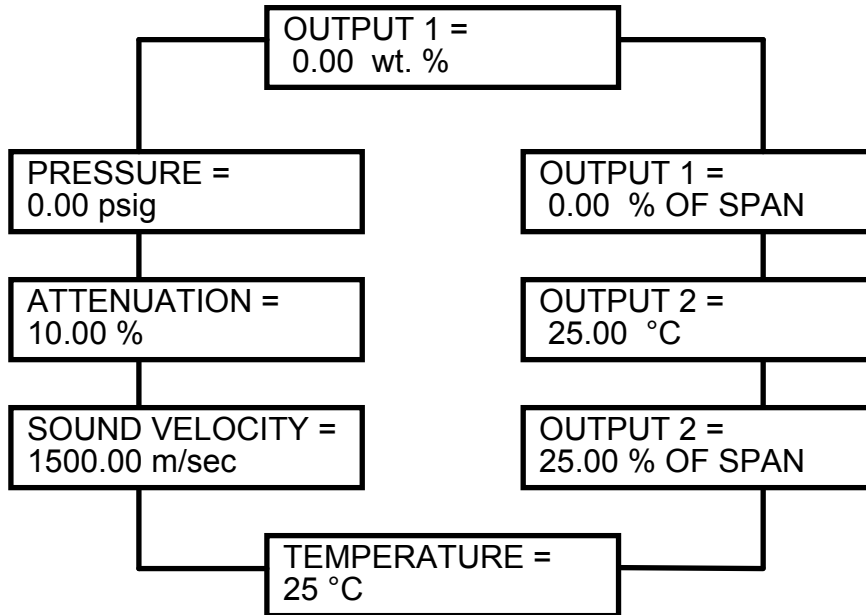 OUTPUT 1 =
0.00 wt. %
PRESSURE =
0.00 psig
OUTPUT 1 =
0.00 % OF SPAN
ATTENUATION =
10.00 %
OUTPUT 2 =
25.00 °C
SOUND VELOCITY =
1500.00 m/sec
OUTPUT 2 =
25.00 % OF SPAN
TEMPERATURE =
25 °C